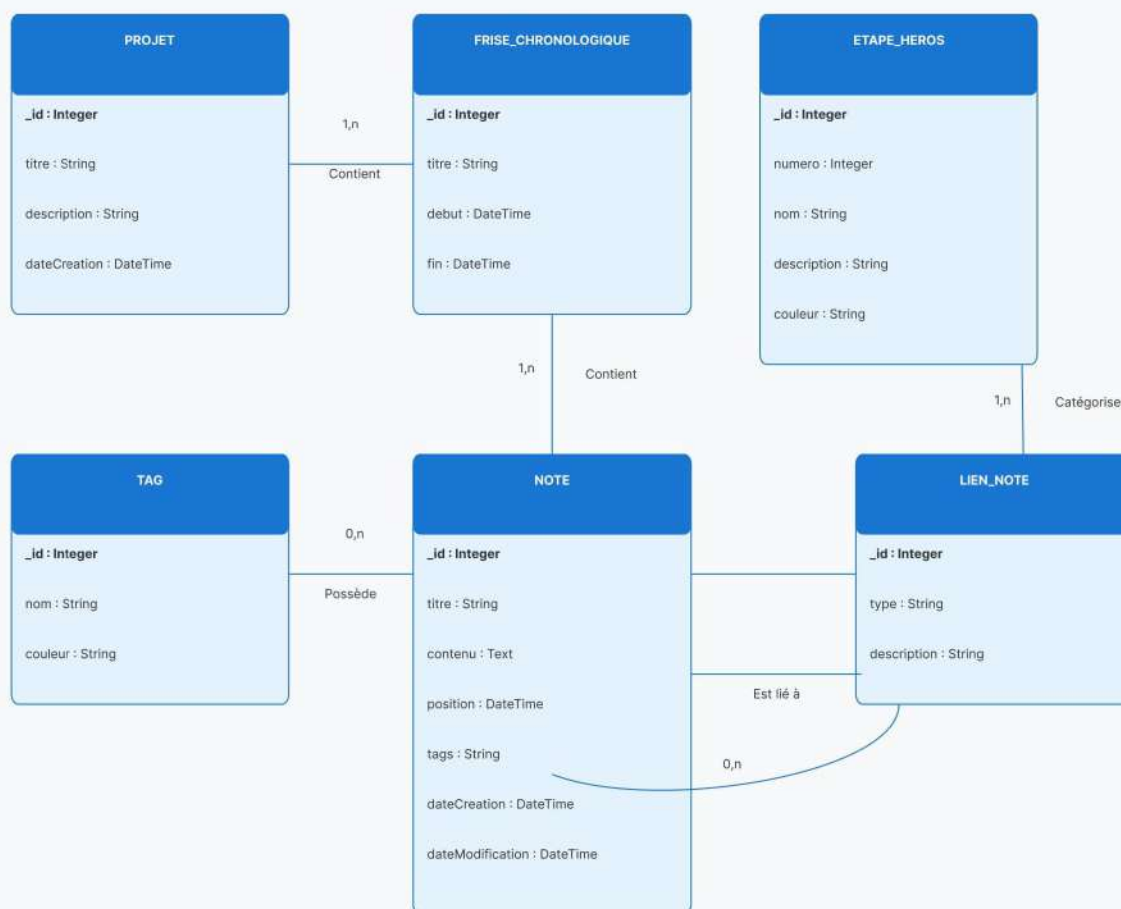 PROJET
_id : Integer
titre : String
description : String
dateCreation : DateTime
1,n
Contient
FRISE_CHRONOLOGIQUE
_id : Integer
titre : String
debut : DateTime
fin : DateTime
ETAPE_HEROS
_id : Integer
numero : Integer
nom : String
description : String
couleur : String
1,n
Contient
1,n
Catégorise
TAG
_id : Integer
nom : String
couleur : String
0,n
Possède
NOTE
_id : Integer
titre : String
contenu : Text
position : DateTime
tags : String
dateCreation : DateTime
dateModification : DateTime
Est lié à
0,n
LIEN_NOTE
_id : Integer
type : String
description : String